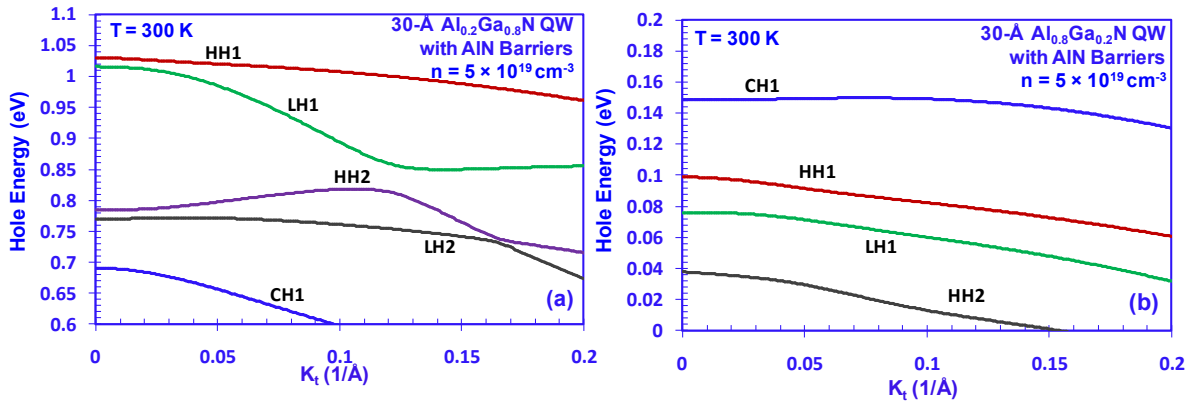 T = 300 K
30-Å Al0.2Ga0.8N QW
with AlN Barriers
n = 5 × 10^19 cm-3
HH1
LH1
HH2
LH2
CH1
(a)
Hole Energy (eV)
1.1
1.05
1
0.95
0.9
0.85
0.8
0.75
0.7
0.65
0.6
0
0.05
0.1
0.15
0.2
Kt (1/Å)
T = 300 K
30-Å Al0.8Ga0.2N QW
with AlN Barriers
n = 5 × 10^19 cm-3
CH1
HH1
LH1
HH2
(b)
Hole Energy (eV)
0.2
0.18
0.16
0.14
0.12
0.1
0.08
0.06
0.04
0.02
0
0
0.05
0.1
0.15
0.2
Kt (1/Å)